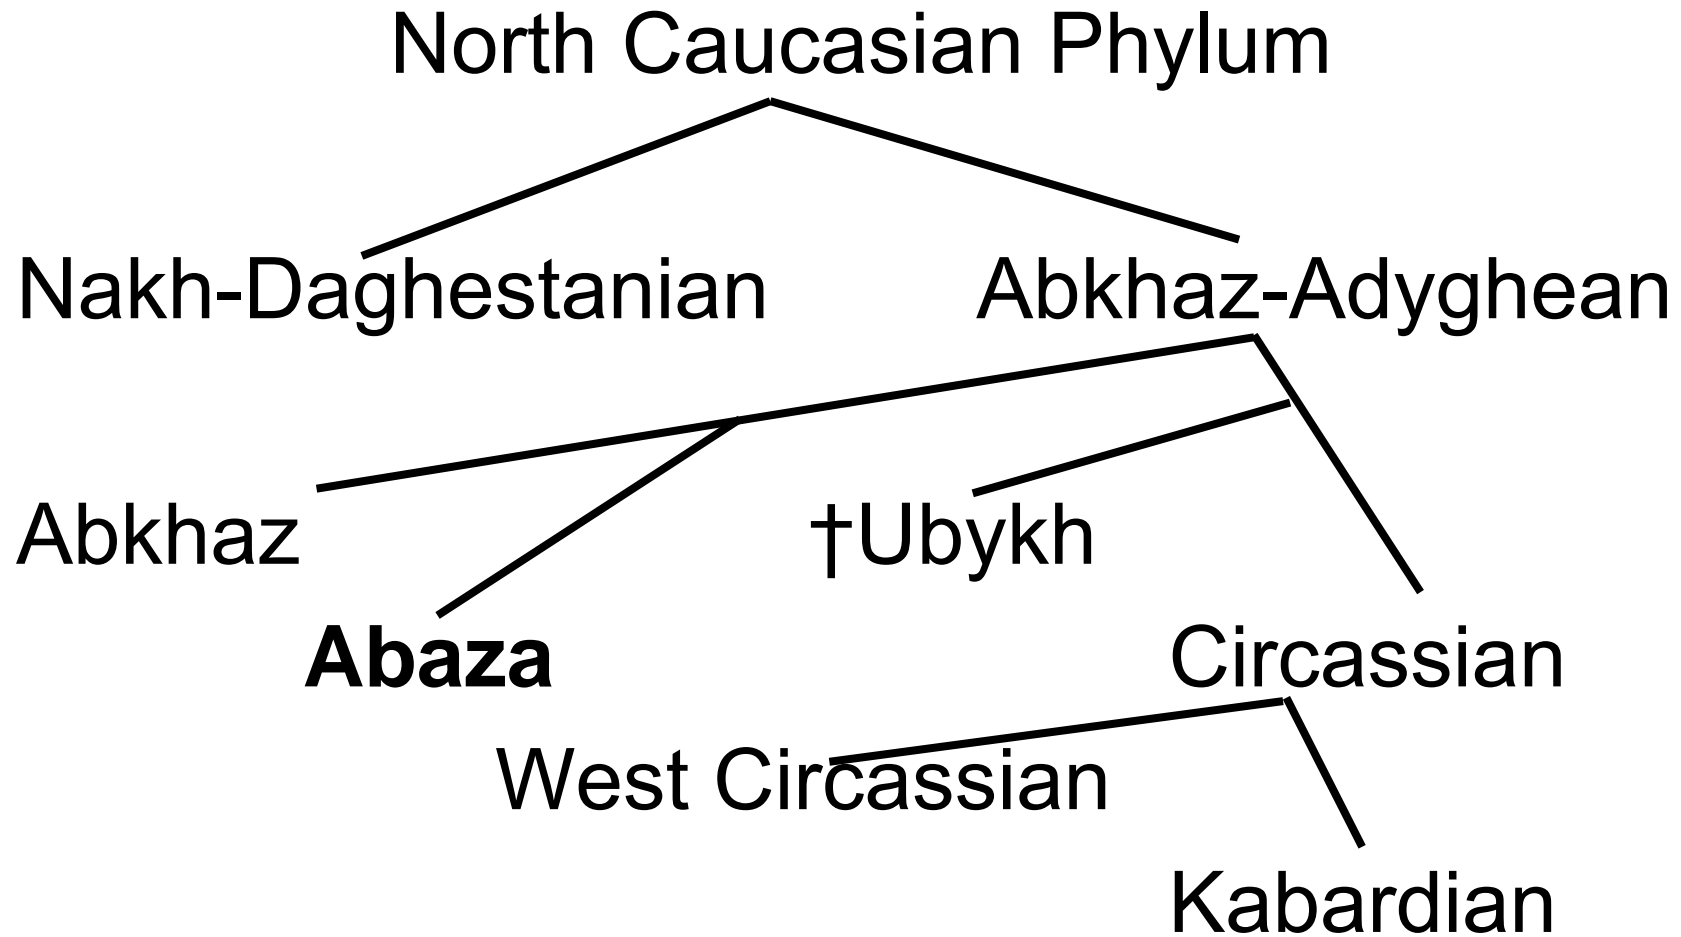 North Caucasian Phylum
Nakh-Daghestanian
Abkhaz-Adyghean
Abkhaz
†Ubykh
Abaza
Circassian
West Circassian
Kabardian